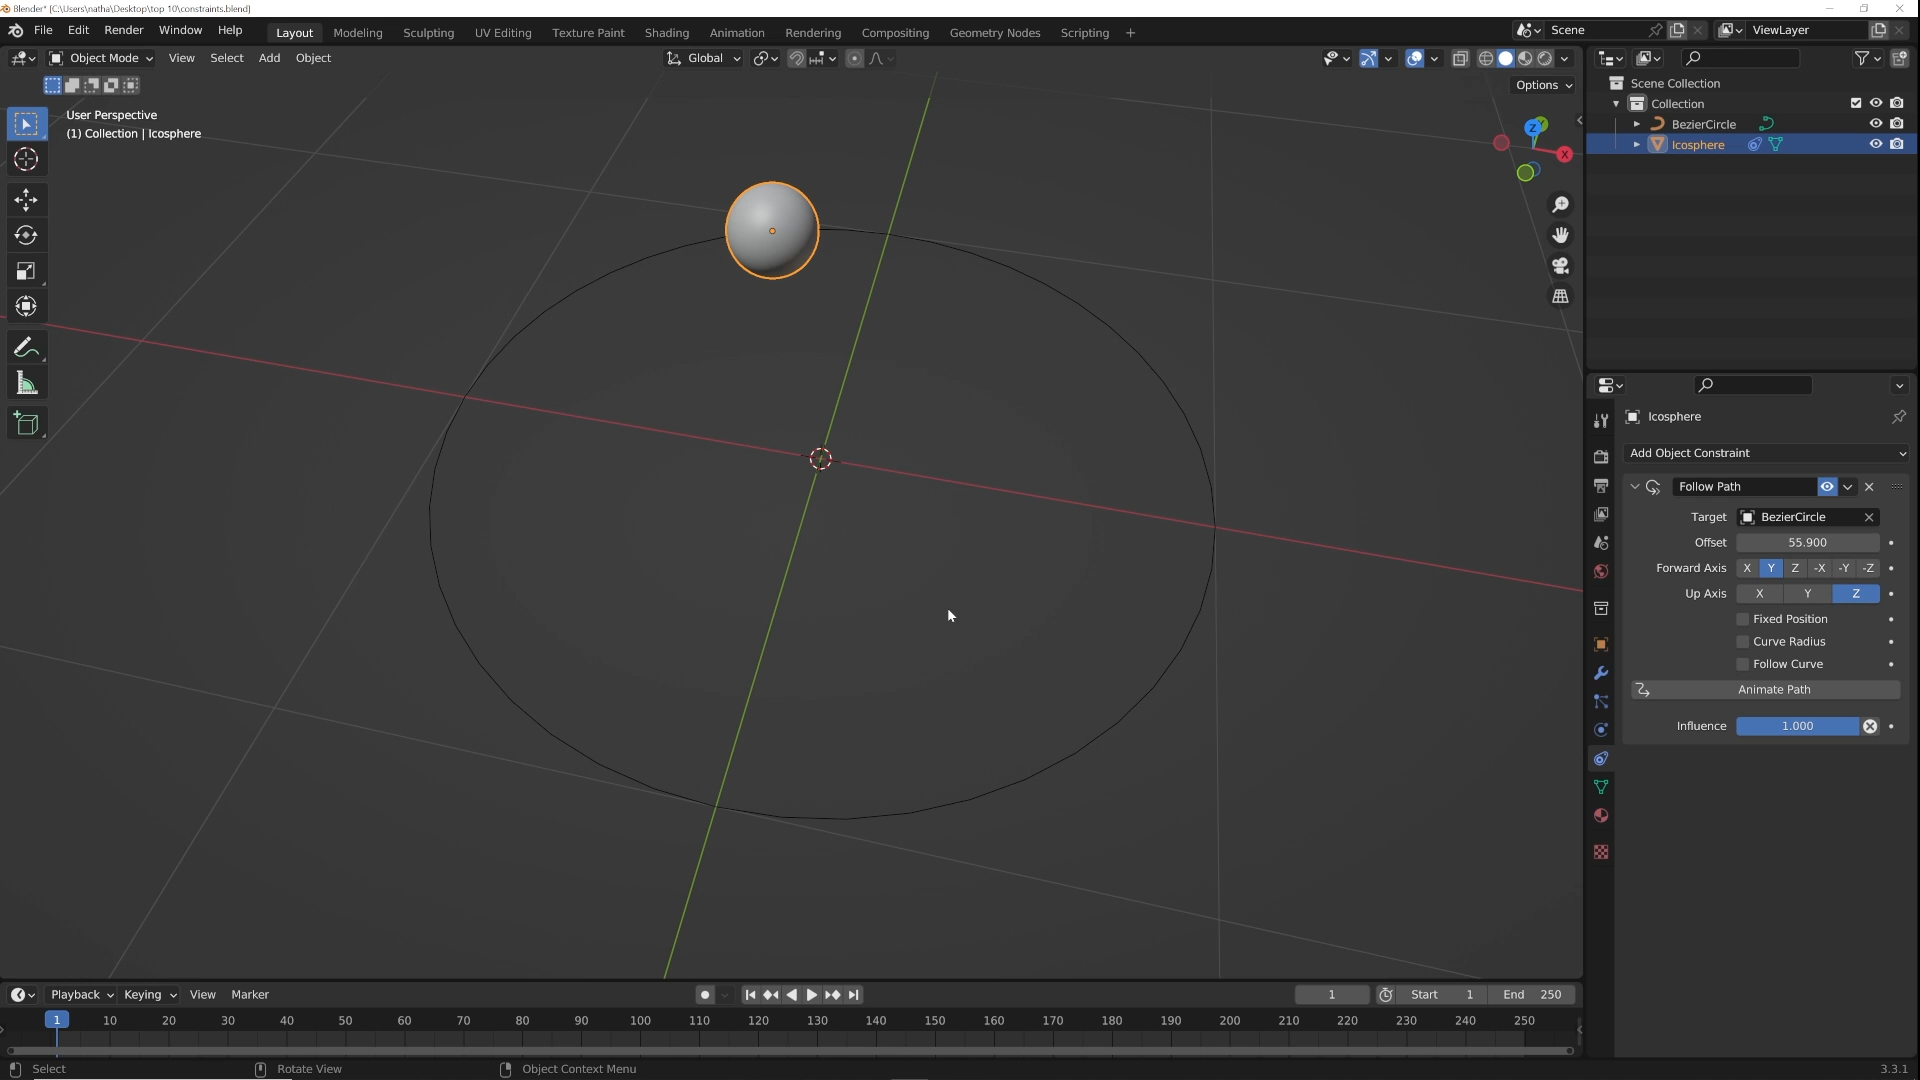 Blender* [C:\Users\natha\Desktop\top 10\constraints.blend]
File Edit Render Window Help Layout Modeling Sculpting UV Editing Texture Paint Shading Animation Rendering Compositing Geometry Nodes Scripting + Scene ViewLayer
Object Mode View Select Add Object Global
Options
User Perspective
(1) Collection | Icosphere
Z
X
Scene Collection
Collection
BezierCircle
Icosphere
Icosphere
Add Object Constraint
Follow Path
Target BezierCircle
Offset 55.900
Forward Axis X Y Z -X -Y -Z
Up Axis X Y Z
Fixed Position
Curve Radius
Follow Curve
Animate Path
Influence 1.000
Playback Keying View Marker 1 Start 1 End 250
1 10 20 30 40 50 60 70 80 90 100 110 120 130 140 150 160 170 180 190 200 210 220 230 240 250
Select Rotate View Object Context Menu 3.3.1